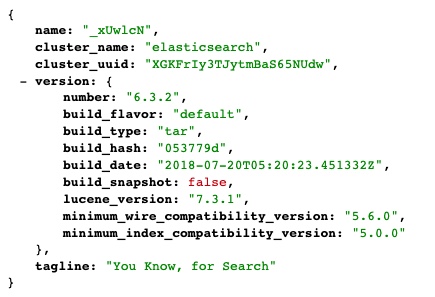 {
name: "_xUwlcN",
cluster_name: "elasticsearch",
cluster_uuid: "XGKFrIy3TJytmBaS65NUdw",
- version: {
number: "6.3.2",
build_flavor: "default",
build_type: "tar",
build_hash: "053779d",
build_date: "2018-07-20T05:20:23.451332Z",
build_snapshot: false,
lucene_version: "7.3.1",
minimum_wire_compatibility_version: "5.6.0",
minimum_index_compatibility_version: "5.0.0"
},
tagline: "You Know, for Search"
}